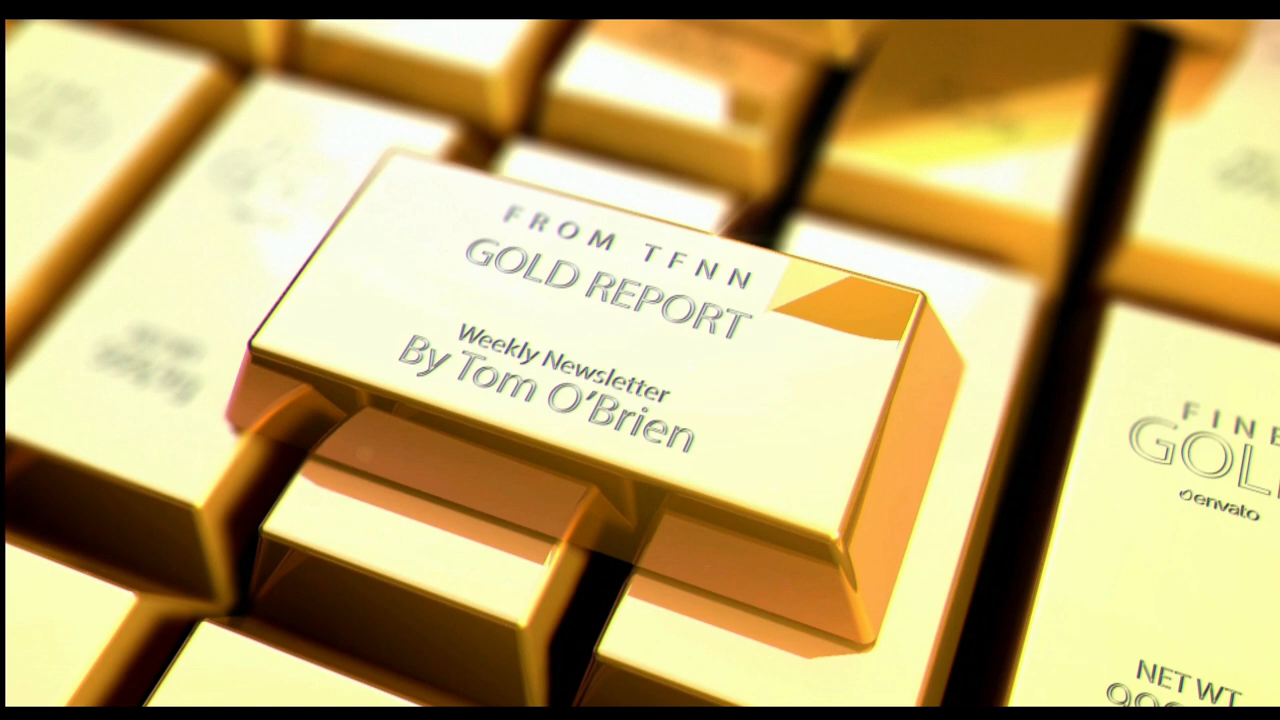 FROM TFNN
GOLD REPORT
Weekly Newsletter
By Tom O'Brien
FINE
GOL
envato
NET WT